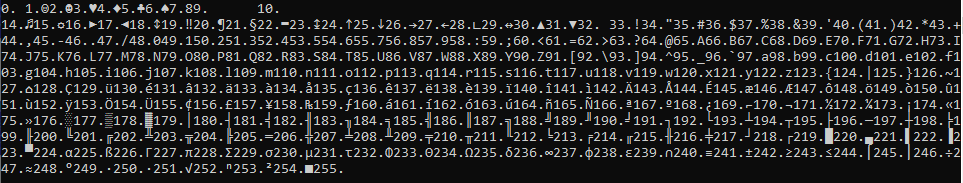 0. 1.☺2.☻3.♥4.♦5.♣6.♠7.89.      10.
14.♫15.☼16.►17.◄18.↕19.‼20.¶21.§22.▬23.↨24.↑25.↓26.→27.←28.∟29.↔30.▲31.▼32. 33.!34."35.#36.$37.%38.&39.'40.(41.)42.*43.+
44.,45.-46..47./48.049.150.251.352.453.554.655.756.857.958.:59.;60.<61.=62.>63.?64.@65.A66.B67.C68.D69.E70.F71.G72.H73.I
74.J75.K76.L77.M78.N79.O80.P81.Q82.R83.S84.T85.U86.V87.W88.X89.Y90.Z91.[92.\93.]94.^95._96.`97.a98.b99.c100.d101.e102.f1
03.g104.h105.i106.j107.k108.l109.m110.n111.o112.p113.q114.r115.s116.t117.u118.v119.w120.x121.y122.z123.{124.|125.}126.~1
27.⌂128.Ç129.ü130.é131.â132.ä133.à134.å135.ç136.ê137.ë138.è139.ï140.î141.ì142.Ä143.Å144.É145.æ146.Æ147.ô148.ö149.ò150.û1
51.ù152.ÿ153.Ö154.Ü155.¢156.£157.¥158.₧159.ƒ160.á161.í162.ó163.ú164.ñ165.Ñ166.ª167.º168.¿169.⌐170.¬171.½172.¼173.¡174.«1
75.»176.░177.▒178.▓179.│180.┤181.╡182.╢183.╖184.╕185.╣186.║187.╗188.╝189.╜190.╛191.┐192.└193.┴194.┬195.├196.─197.┼198.╞1
99.╟200.╚201.╔202.╩203.╦204.╠205.═206.╬207.╧208.╨209.╤210.╥211.╙212.╘213.╒214.╓215.╫216.╪217.┘218.┌219.█220.▄221.▌222.▐2
23.▀224.α225.ß226.Γ227.π228.Σ229.σ230.µ231.τ232.Φ233.Θ234.Ω235.δ236.∞237.φ238.ε239.∩240.≡241.±242.≥243.≤244.⌠245.⌡246.÷2
47.≈248.°249.∙250.·251.√252.ⁿ253.²254.■255.